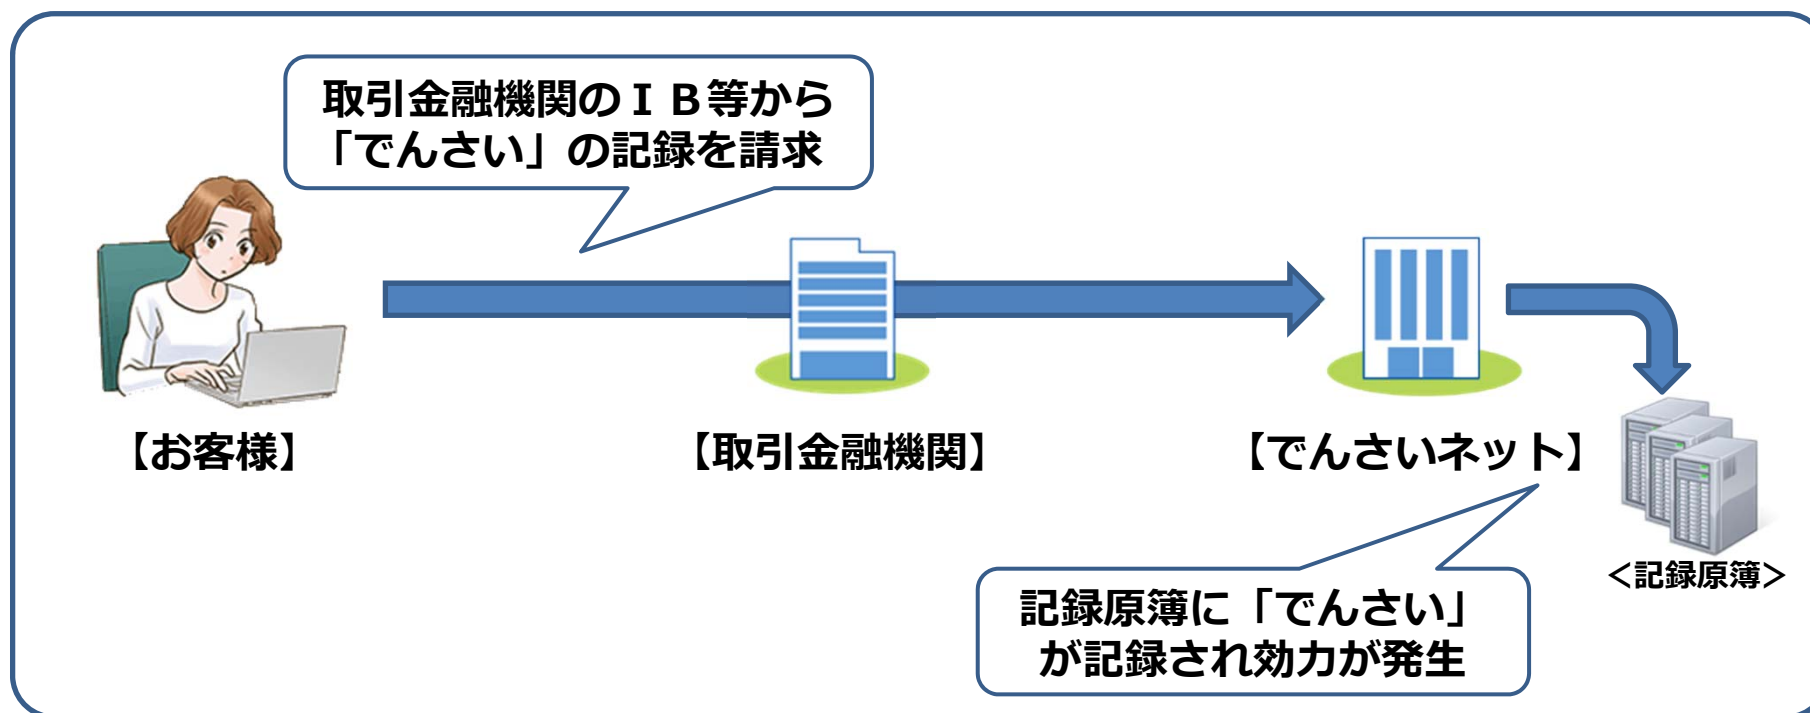 取引金融機関のＩＢ等から
「でんさい」の記録を請求
【お客様】
【取引金融機関】
【でんさいネット】
＜記録原簿＞
記録原簿に「でんさい」
が記録され効力が発生